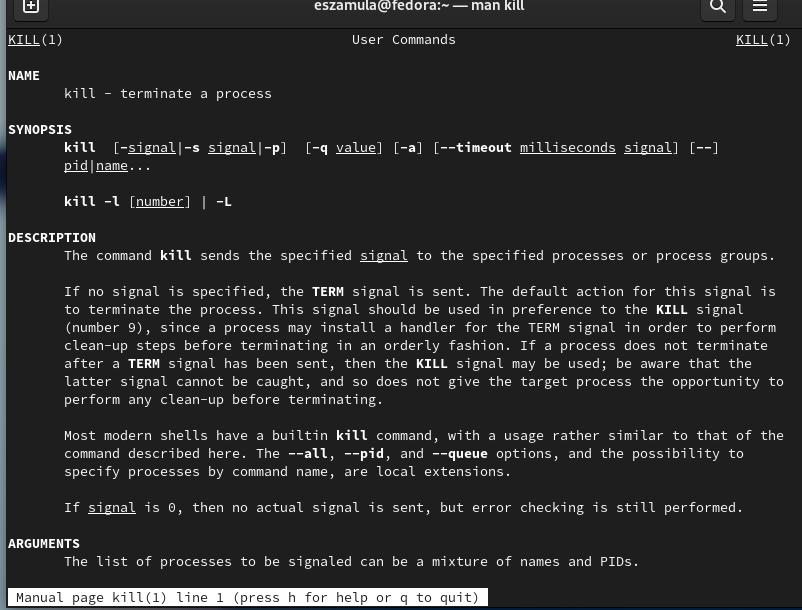 eszamula@fedora:~ — man kill
KILL(1) User Commands KILL(1)
NAME
kill - terminate a process
SYNOPSIS
kill [-signal|-s signal|-p] [-q value] [-a] [--timeout milliseconds signal] [--]
pid|name...
kill -l [number] | -L
DESCRIPTION
The command kill sends the specified signal to the specified processes or process groups.
If no signal is specified, the TERM signal is sent. The default action for this signal is
to terminate the process. This signal should be used in preference to the KILL signal
(number 9), since a process may install a handler for the TERM signal in order to perform
clean-up steps before terminating in an orderly fashion. If a process does not terminate
after a TERM signal has been sent, then the KILL signal may be used; be aware that the
latter signal cannot be caught, and so does not give the target process the opportunity to
perform any clean-up before terminating.
Most modern shells have a builtin kill command, with a usage rather similar to that of the
command described here. The --all, --pid, and --queue options, and the possibility to
specify processes by command name, are local extensions.
If signal is 0, then no actual signal is sent, but error checking is still performed.
ARGUMENTS
The list of processes to be signaled can be a mixture of names and PIDs.
Manual page kill(1) line 1 (press h for help or q to quit)